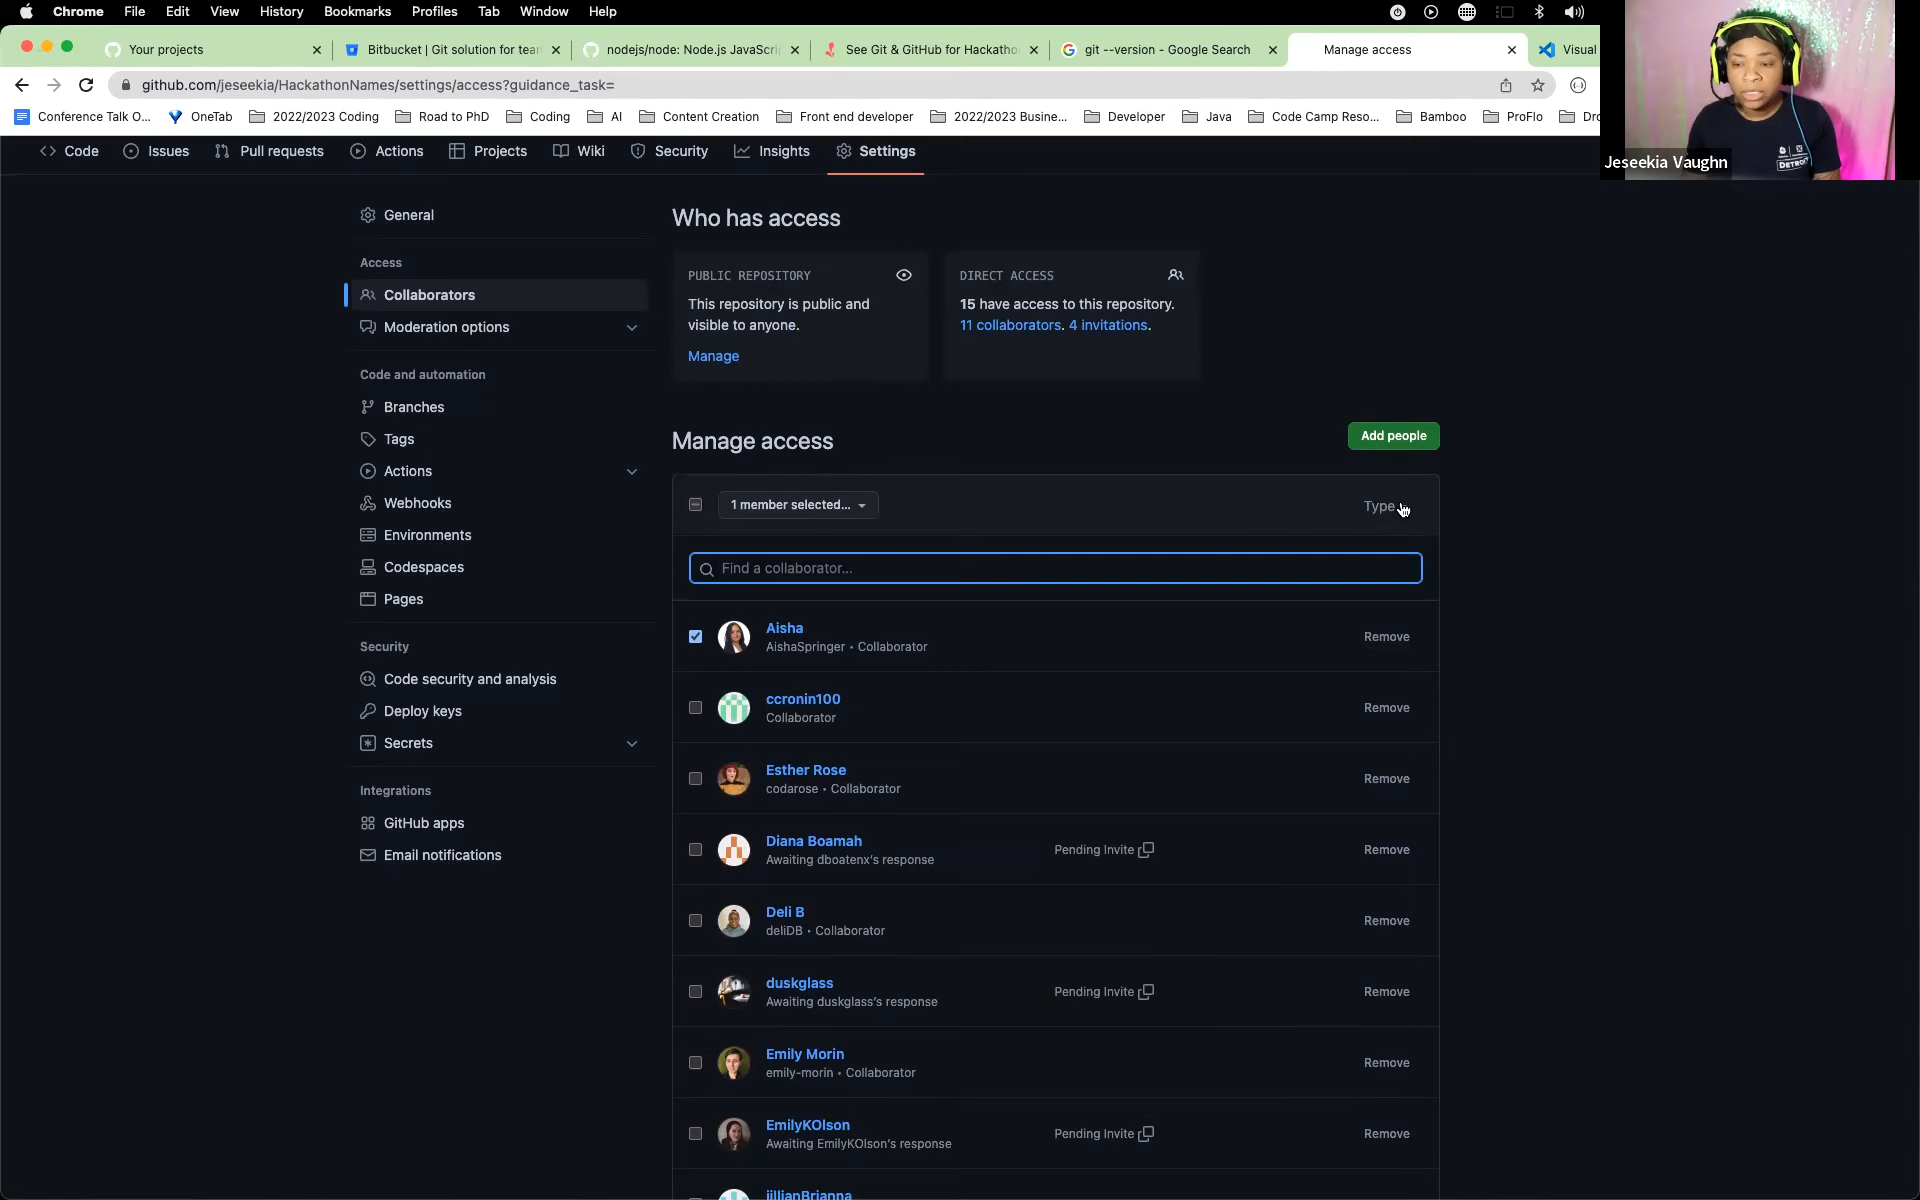 Chrome File Edit View History Bookmarks Profiles Tab Window Help
Your projects
Bitbucket | Git solution for tea
nodejs/node: Node.js JavaScri
See Git & GitHub for Hackatho
git --version - Google Search
Manage access
Visual
github.com/jeseekia/HackathonNames/settings/access?guidance_task=
Conference Talk O... OneTab 2022/2023 Coding Road to PhD Coding AI Content Creation Front end developer 2022/2023 Busine... Developer Java Code Camp Reso... Bamboo ProFlo Dro
Jeseekia Vaughn
DETROIT
Code Issues Pull requests Actions Projects Wiki Security Insights Settings
General
Access
Collaborators
Moderation options
Code and automation
Branches
Tags
Actions
Webhooks
Environments
Codespaces
Pages
Security
Code security and analysis
Deploy keys
Secrets
Integrations
GitHub apps
Email notifications
Who has access
PUBLIC REPOSITORY
This repository is public and
visible to anyone.
Manage
DIRECT ACCESS
15 have access to this repository.
11 collaborators. 4 invitations.
Manage access
Add people
1 member selected...
Type
Find a collaborator...
Aisha
AishaSpringer • Collaborator
Remove
ccronin100
Collaborator
Remove
Esther Rose
codarose • Collaborator
Remove
Diana Boamah
Awaiting dboatenx's response
Pending Invite
Remove
Deli B
deliDB • Collaborator
Remove
duskglass
Awaiting duskglass's response
Pending Invite
Remove
Emily Morin
emily-morin • Collaborator
Remove
EmilyKOlson
Awaiting EmilyKOlson's response
Pending Invite
Remove
jillianBrianna